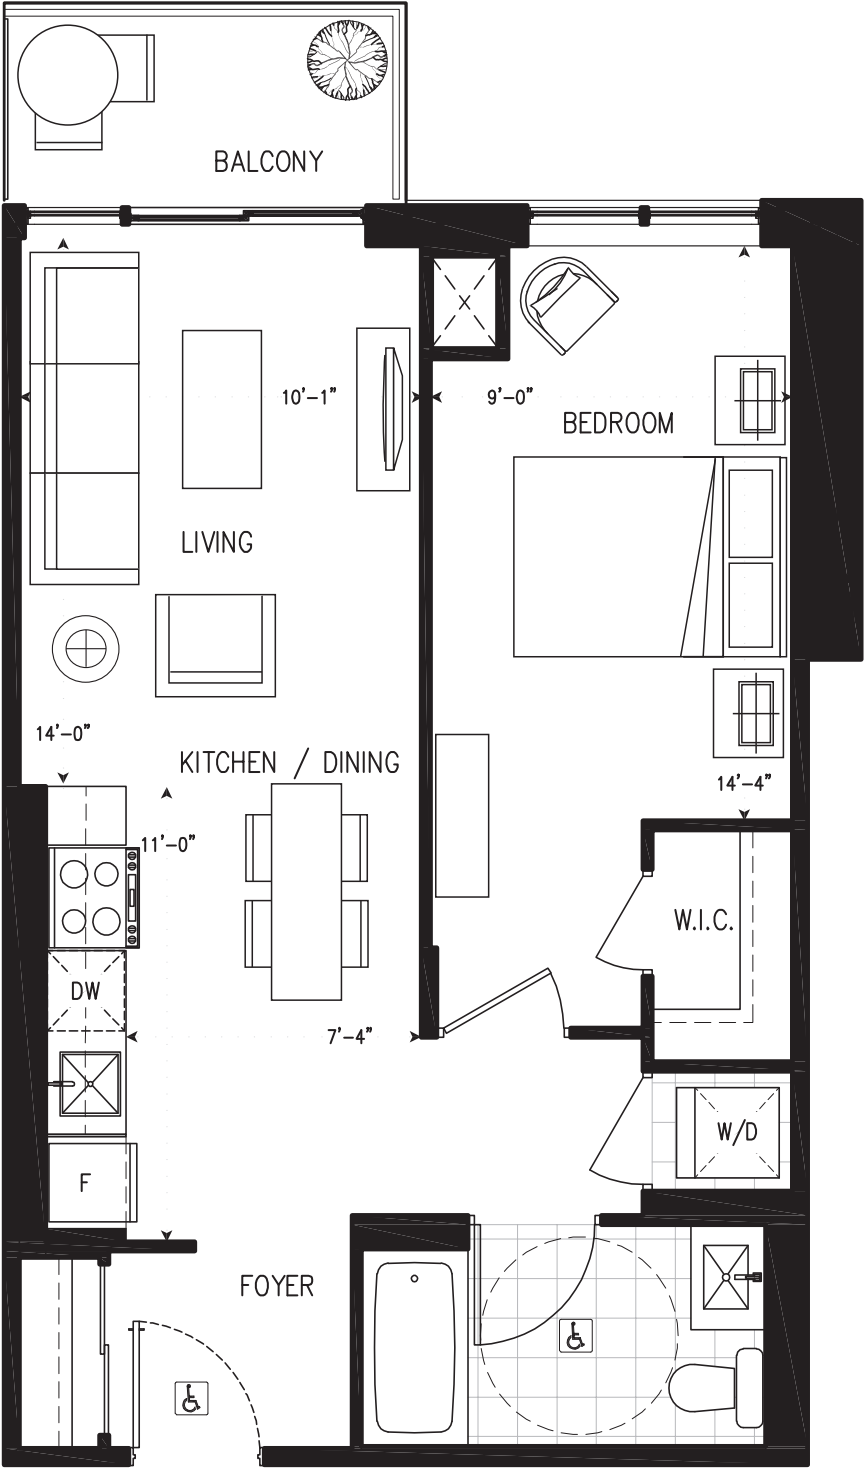 BALCONY
10'-1"
9'-0"
BEDROOM
LIVING
14'-0"
KITCHEN / DINING
14'-4"
11'-0"
W.I.C.
DW
7'-4"
W/D
F
FOYER